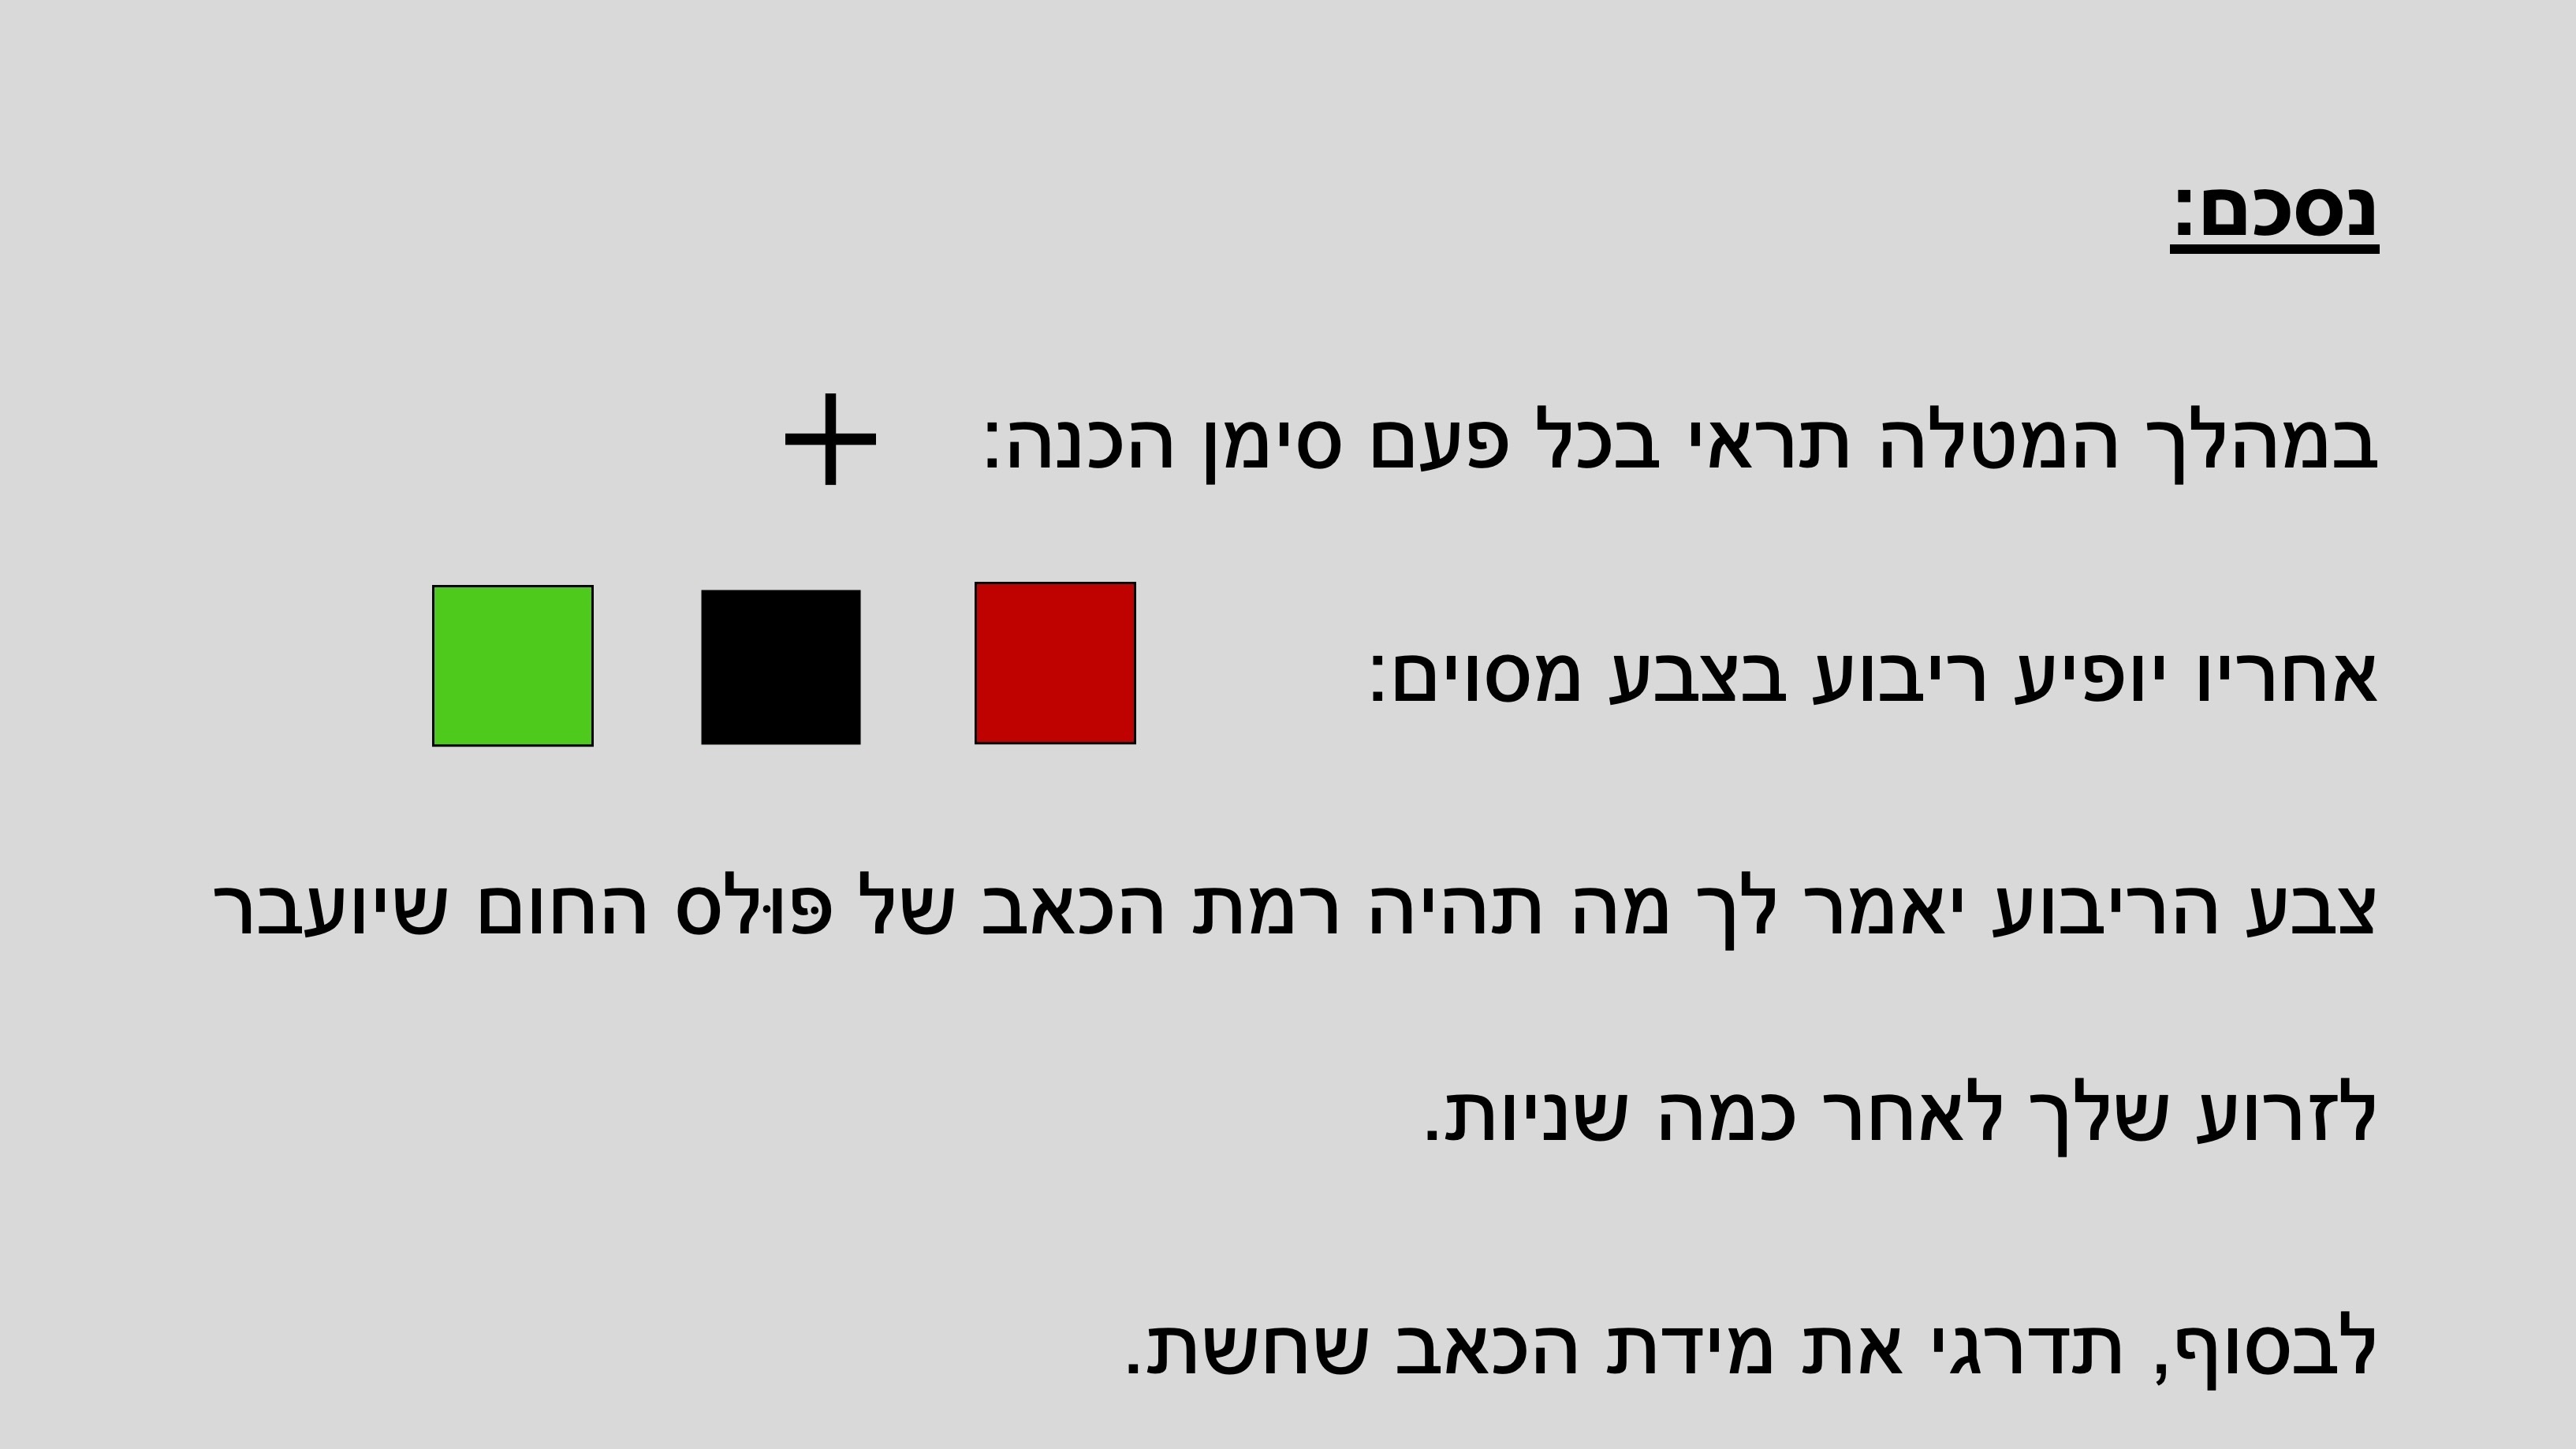 נסכם:
במהלך המטלה תראי בכל פעם סימן הכנה: +
אחריו יופיע ריבוע בצבע מסוים:
צבע הריבוע יאמר לך מה תהיה רמת הכאב של פּוּלס החום שיועבר
לזרוע שלך לאחר כמה שניות.
לבסוף, תדרגי את מידת הכאב שחשת.